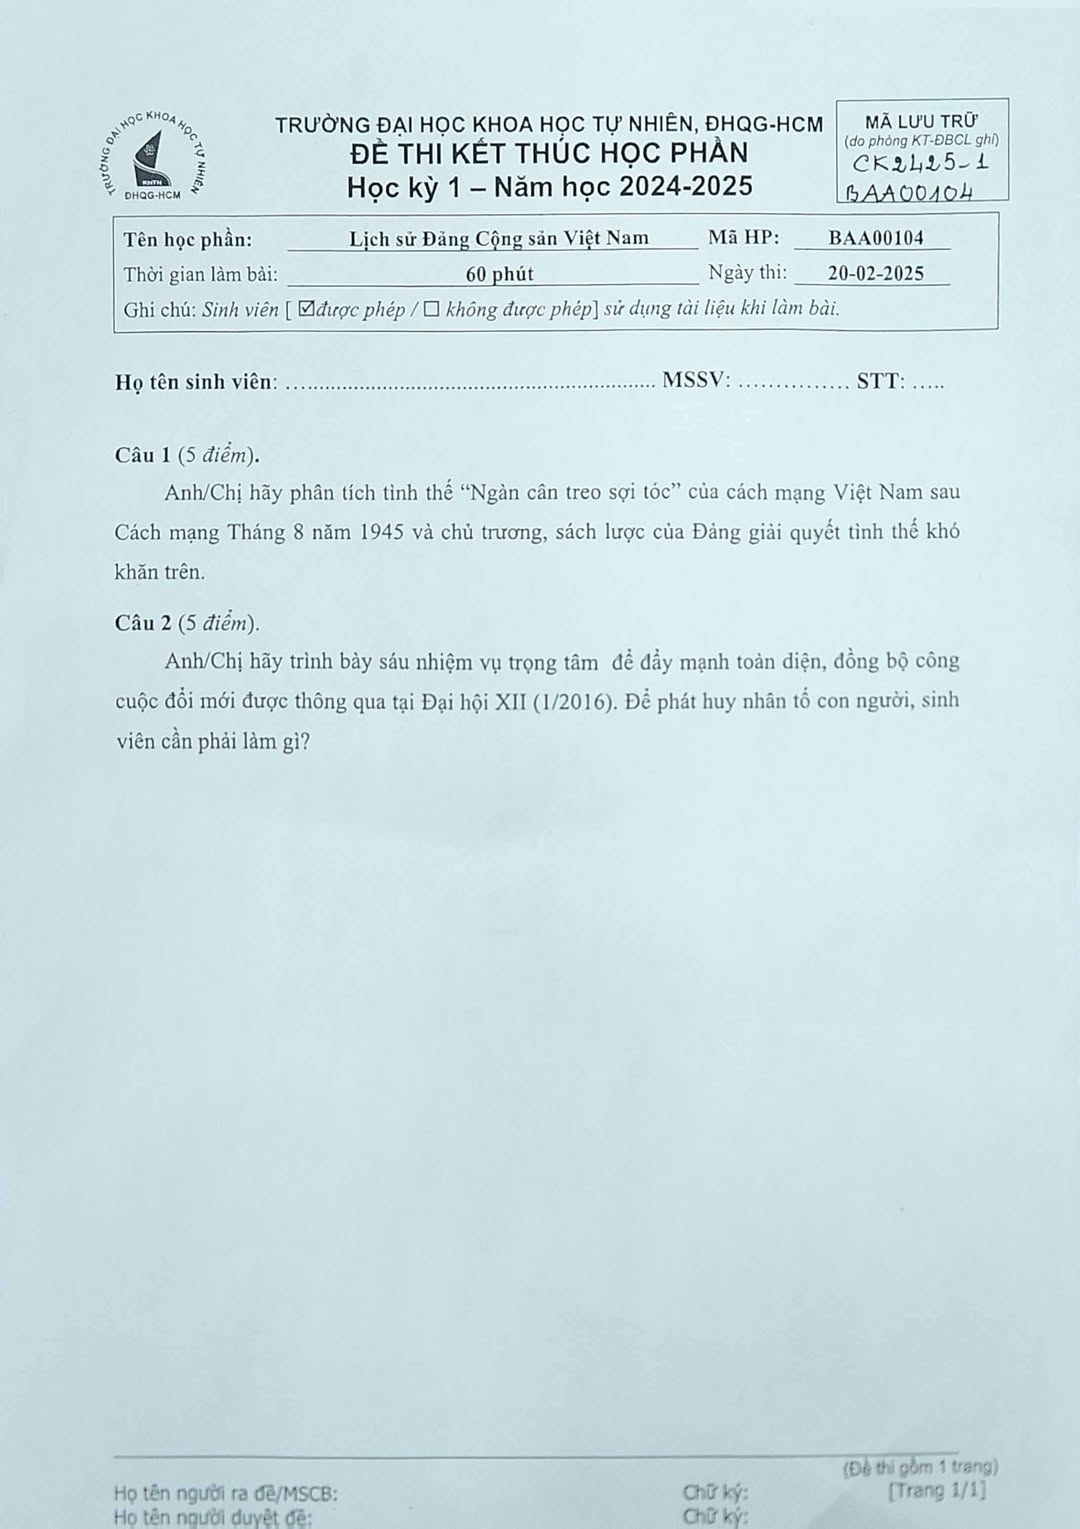 TRƯỜNG ĐẠI HỌC KHOA HỌC TỰ NHIÊN
KHTN
ĐHQG-HCM
TRƯỜNG ĐẠI HỌC KHOA HỌC TỰ NHIÊN, ĐHQG-HCM
ĐỀ THI KẾT THÚC HỌC PHẦN
Học kỳ 1 – Năm học 2024-2025
MÃ LƯU TRỮ
(do phòng KT-ĐBCL ghi)
CK2425-1
BAA00104
Tên học phần: Lịch sử Đảng Cộng sản Việt Nam Mã HP: BAA00104
Thời gian làm bài: 60 phút Ngày thi: 20-02-2025
Ghi chú: Sinh viên [ ☑được phép / ☐ không được phép] sử dụng tài liệu khi làm bài.
Họ tên sinh viên: ........................................................... MSSV: ............... STT: .....
Câu 1 (5 điểm).
Anh/Chị hãy phân tích tình thế “Ngàn cân treo sợi tóc” của cách mạng Việt Nam sau
Cách mạng Tháng 8 năm 1945 và chủ trương, sách lược của Đảng giải quyết tình thế khó
khăn trên.
Câu 2 (5 điểm).
Anh/Chị hãy trình bày sáu nhiệm vụ trọng tâm để đẩy mạnh toàn diện, đồng bộ công
cuộc đổi mới được thông qua tại Đại hội XII (1/2016). Để phát huy nhân tố con người, sinh
viên cần phải làm gì?
(Đề thi gồm 1 trang)
Họ tên người ra đề/MSCB: Chữ ký: [Trang 1/1]
Họ tên người duyệt đề: Chữ ký: